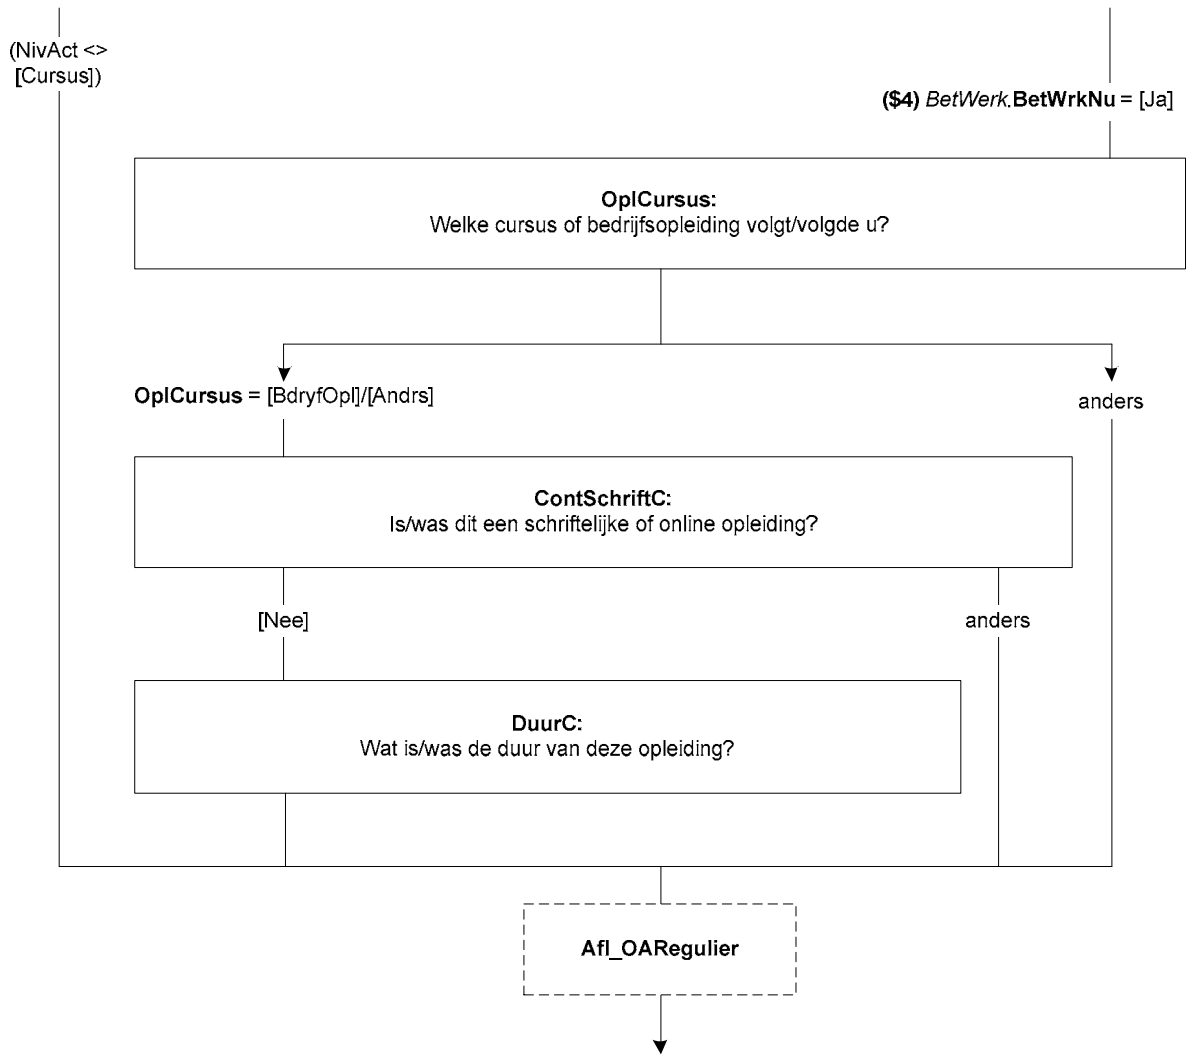 (NivAct <>
[Cursus])
($4) BetWerk.BetWrkNu = [Ja]
OplCursus:
Welke cursus of bedrijfsopleiding volgt/volgde u?
OplCursus = [BdryfOpl]/[Andrs]
anders
ContSchriftC:
Is/was dit een schriftelijke of online opleiding?
[Nee]
anders
DuurC:
Wat is/was de duur van deze opleiding?
Afl_OARegulier